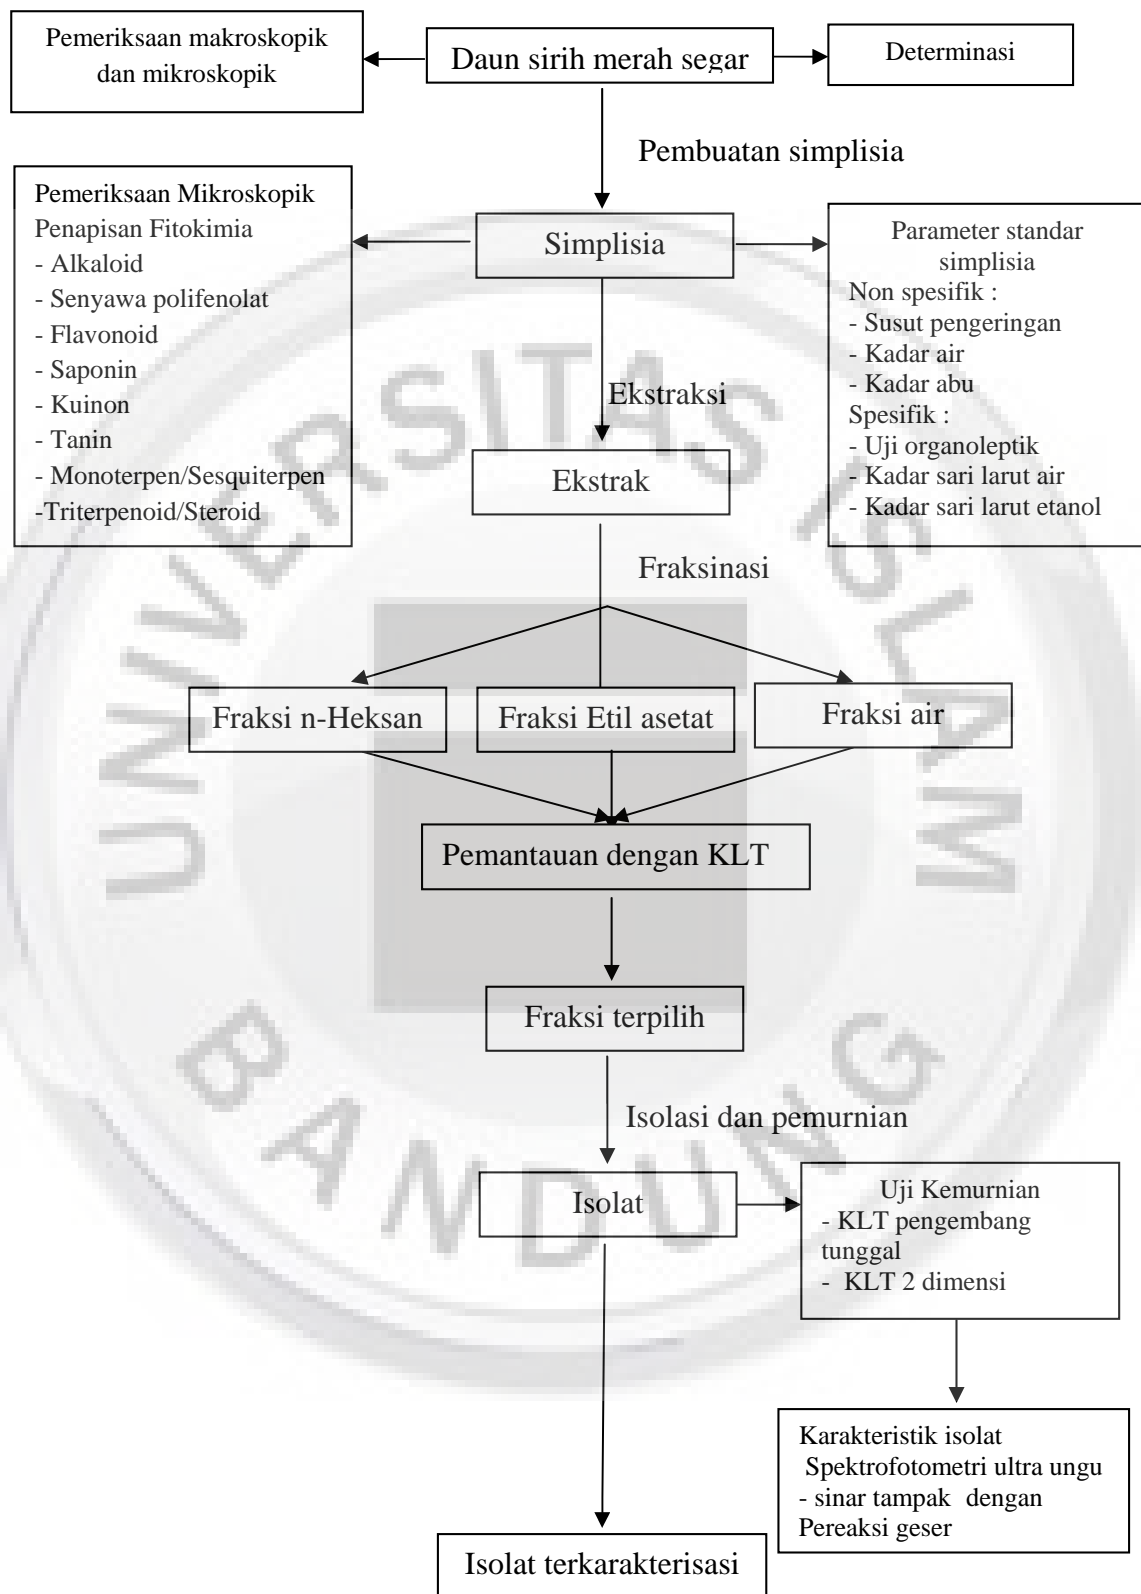 Pemeriksaan makroskopik
dan mikroskopik
Daun sirih merah segar
Determinasi
Pembuatan simplisia
Pemeriksaan Mikroskopik
Penapisan Fitokimia
- Alkaloid
- Senyawa polifenolat
- Flavonoid
- Saponin
- Kuinon
- Tanin
- Monoterpen/Sesquiterpen
-Triterpenoid/Steroid
Simplisia
Parameter standar
simplisia
Non spesifik :
- Susut pengeringan
- Kadar air
- Kadar abu
Spesifik :
- Uji organoleptik
- Kadar sari larut air
- Kadar sari larut etanol
Ekstraksi
Ekstrak
Fraksinasi
Fraksi n-Heksan
Fraksi Etil asetat
Fraksi air
Pemantauan dengan KLT
Fraksi terpilih
Isolasi dan pemurnian
Isolat
Uji Kemurnian
- KLT pengembang
tunggal
- KLT 2 dimensi
Karakteristik isolat
Spektrofotometri ultra ungu
- sinar tampak dengan
Pereaksi geser
Isolat terkarakterisasi
UNIVERSITAS ISLAM
BANDUNG